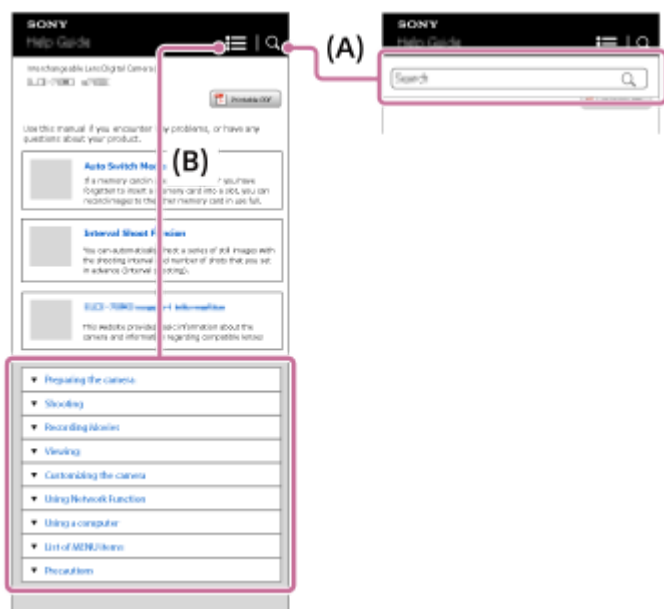 SONY
Help Guide
(A)
Interchangeable Lens Digital Camera
Printable PDF
Use this manual if you encounter any problems, or have any
questions about your product.
(B)
Auto Switch
If a memory card in
forgotten to insert a memory card into a slot, you can
record images to the other memory card in use full.
Interval Shoot
You can automatically shoot a series of still images with
the shooting interval and number of shots that you set
in advance (Interval shooting).
This website provides information about the
camera and information regarding compatible lenses
Preparing the camera
Shooting
Recording Movies
Viewing
Customizing the camera
Using Network Function
Using a computer
List of MENU items
Precautions
SONY
Help Guide
Search